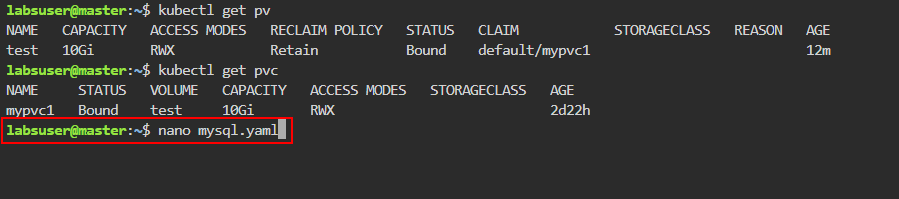 labsuser@master:~$ kubectl get pv
NAME CAPACITY ACCESS MODES RECLAIM POLICY STATUS CLAIM STORAGECLASS REASON AGE
test 10Gi RWX Retain Bound default/mypvc1 12m
labsuser@master:~$ kubectl get pvc
NAME STATUS VOLUME CAPACITY ACCESS MODES STORAGECLASS AGE
mypvc1 Bound test 10Gi RWX 2d22h
labsuser@master:~$ nano mysql.yaml